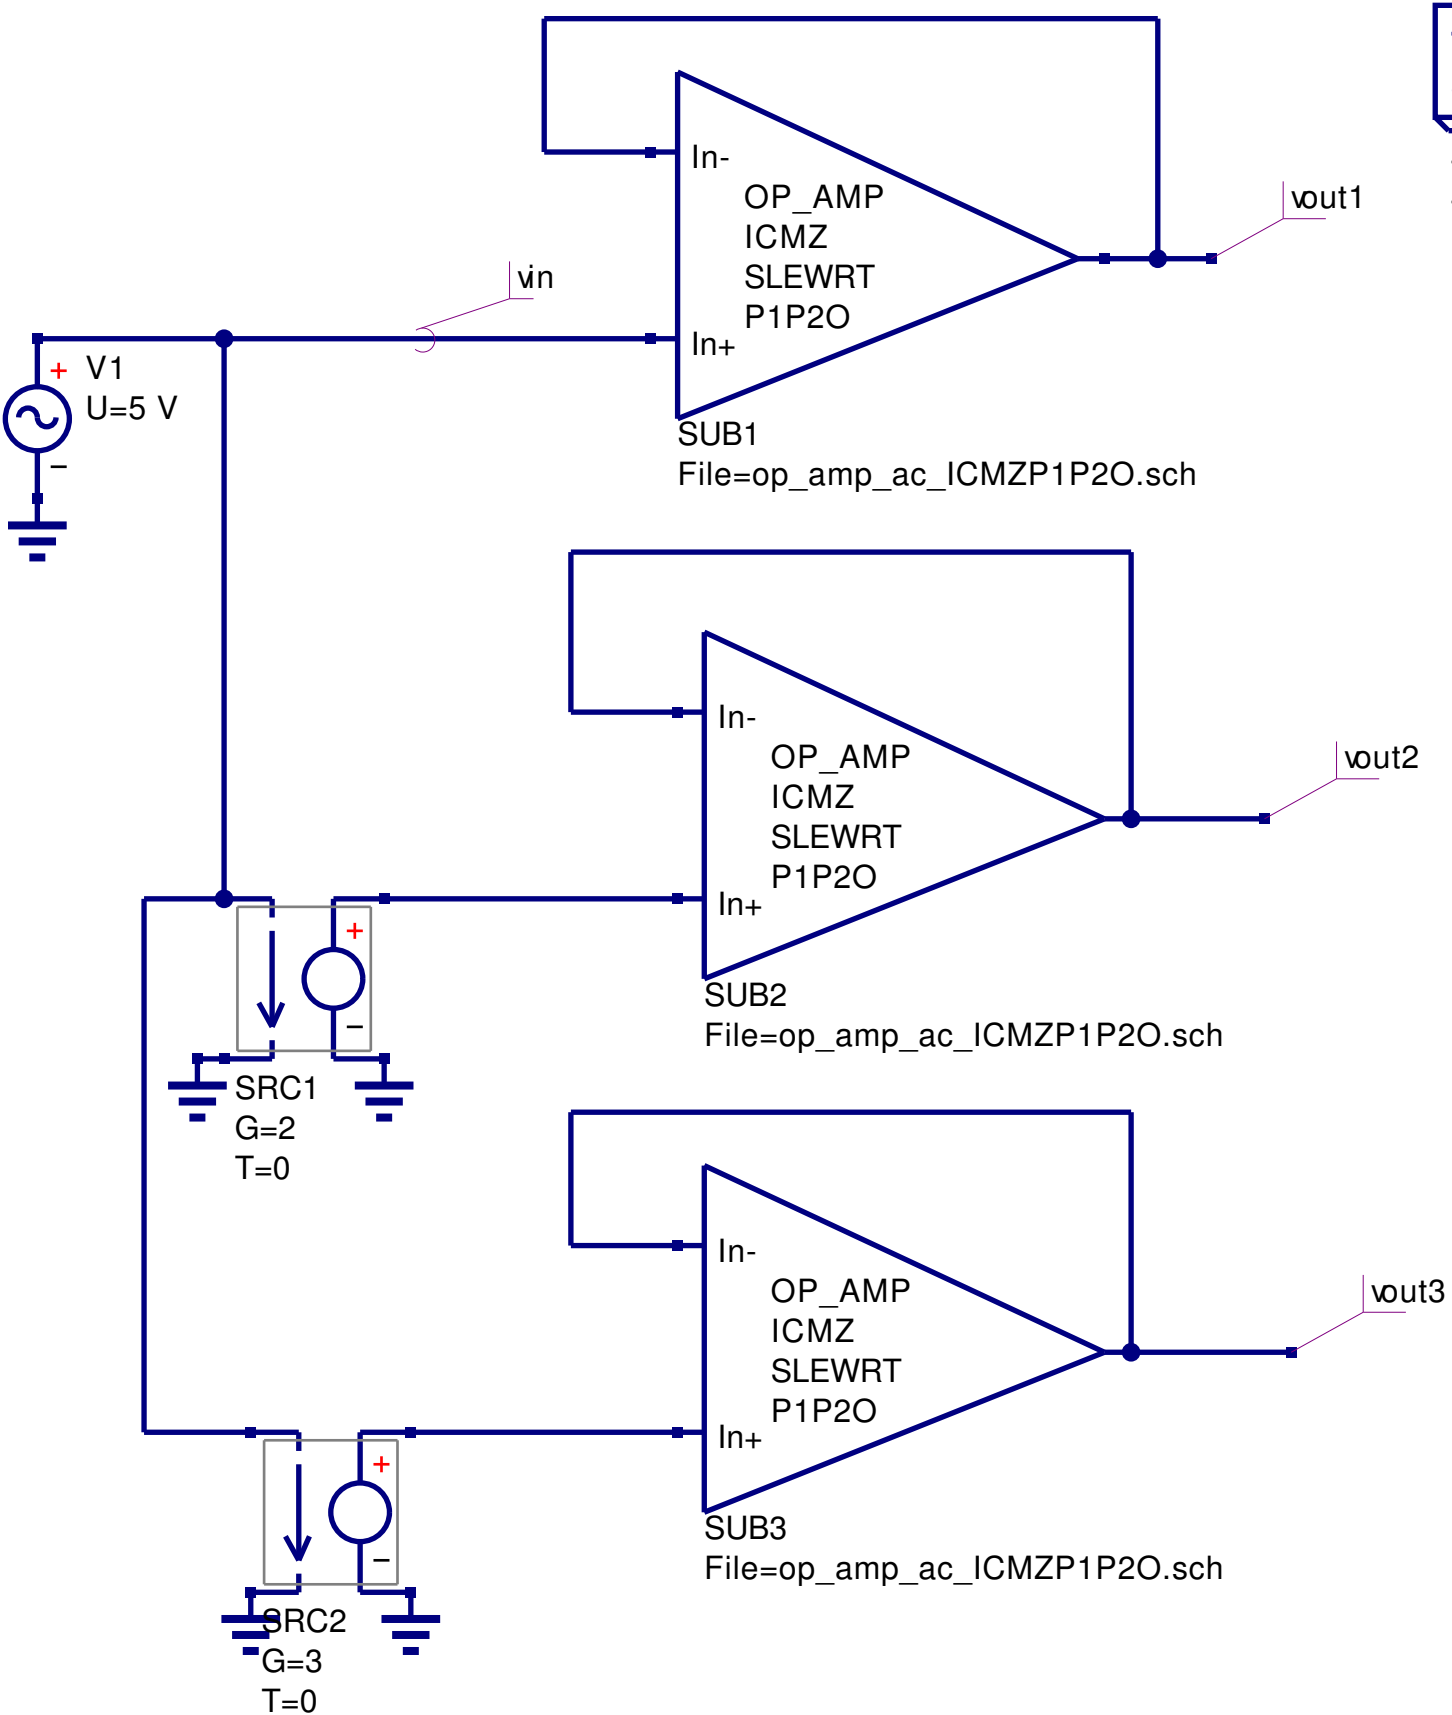 In-
OP_AMP
ICMZ
SLEWRT
P1P2O
In+
vout1
vin
+ V1
U=5 V
−
SUB1
File=op_amp_ac_ICMZP1P2O.sch
In-
OP_AMP
ICMZ
SLEWRT
P1P2O
In+
vout2
+
−
SUB2
File=op_amp_ac_ICMZP1P2O.sch
SRC1
G=2
T=0
In-
OP_AMP
ICMZ
SLEWRT
P1P2O
In+
vout3
+
−
SUB3
File=op_amp_ac_ICMZP1P2O.sch
SRC2
G=3
T=0